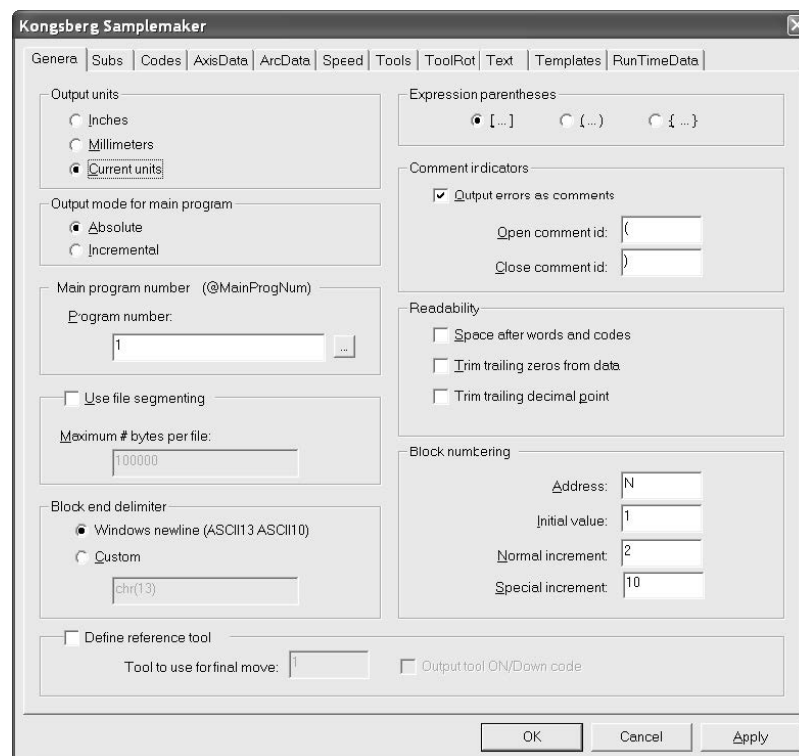 Kongsberg Samplemaker
Genera Subs Codes AxisData ArcData Speed Tools ToolRot Text Templates RunTimeData
Output units
Inches
Millimeters
Current units
Output mode for main program
Absolute
Incremental
Main program number (@MainProgNum)
Program number:
1
...
Use file segmenting
Maximum # bytes per file:
100000
Block end delimiter
Windows newline (ASCII13 ASCII10)
Custom
chr(13)
Expression parentheses
[ ... ] ( ... ) { ... }
Comment indicators
Output errors as comments
Open comment id: (
Close comment id: )
Readability
Space after words and codes
Trim trailing zeros from data
Trim trailing decimal point
Block numbering
Address: N
Initial value: 1
Normal increment: 2
Special increment: 10
Define reference tool
Tool to use for final move: 1 Output tool ON/Down code
OK Cancel Apply